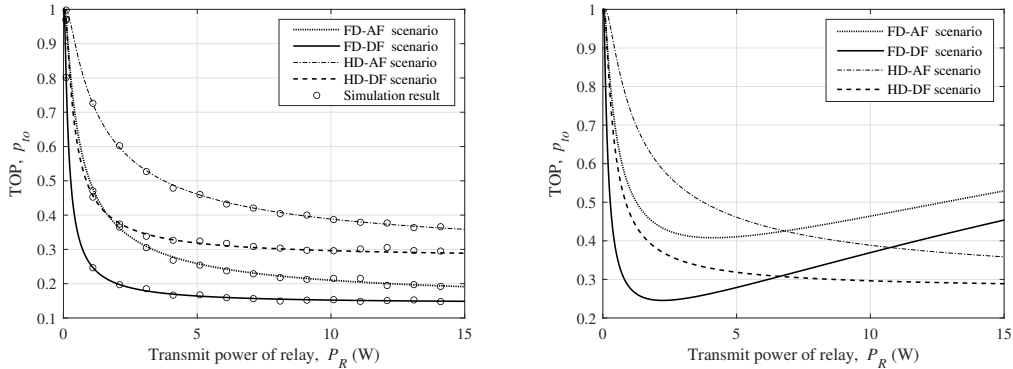 1
0.9
0.8
0.7
0.6
0.5
0.4
0.3
0.2
0.1
TOP, p_to
FD-AF scenario
FD-DF scenario
HD-AF scenario
HD-DF scenario
Simulation result
0 5 10 15
Transmit power of relay, P_R (W)
1
0.9
0.8
0.7
0.6
0.5
0.4
0.3
0.2
TOP, p_to
FD-AF scenario
FD-DF scenario
HD-AF scenario
HD-DF scenario
0 5 10 15
Transmit power of relay, P_R (W)